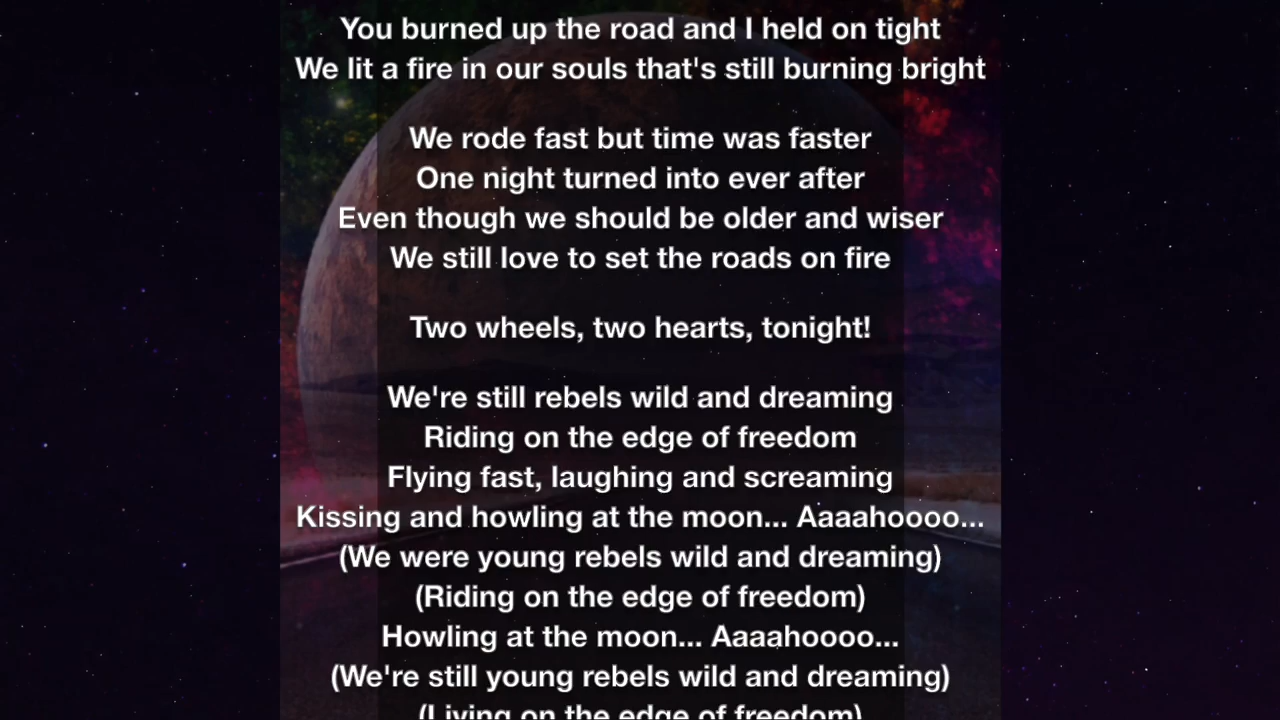 You burned up the road and I held on tight
We lit a fire in our souls that's still burning bright
We rode fast but time was faster
One night turned into ever after
Even though we should be older and wiser
We still love to set the roads on fire
Two wheels, two hearts, tonight!
We're still rebels wild and dreaming
Riding on the edge of freedom
Flying fast, laughing and screaming
Kissing and howling at the moon... Aaaahoooo...
(We were young rebels wild and dreaming)
(Riding on the edge of freedom)
Howling at the moon... Aaaahoooo...
(We're still young rebels wild and dreaming)
(Living on the edge of freedom)